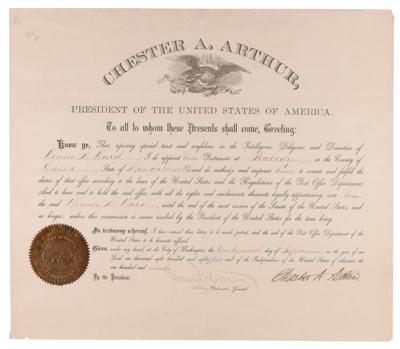 CHESTER A. ARTHUR,
PRESIDENT OF THE UNITED STATES OF AMERICA.
To all to whom these Presents shall come, Greeting:
Know ye, That, reposing special trust and confidence in the Intelligence, Diligence, and Discretion of
I do appoint him Postmaster at Peabody in the County of
Essex State of and do authorize and empower him to execute and fulfil the
duties of that office according to the laws of the United States and the Regulations of the Post Office Department
And to have and to hold the said office, with all the rights and emoluments thereunto legally appertaining unto him
the said until the end of the next session of the Senate of the United States, and
no longer; unless this commission is sooner revoked by the President of the United States for the time being.
In testimony whereof, I have caused this letter to be made patent, and the seal of the Post Office Department of the
United States to be hereunto affixed.
Given under my hand, at the City of Washington, the day of in the year of our
Lord one thousand eight hundred and eighty and of the Independence of the United States of America the
one hundred and
By the President.
Chester A. Arthur
Acting Postmaster General